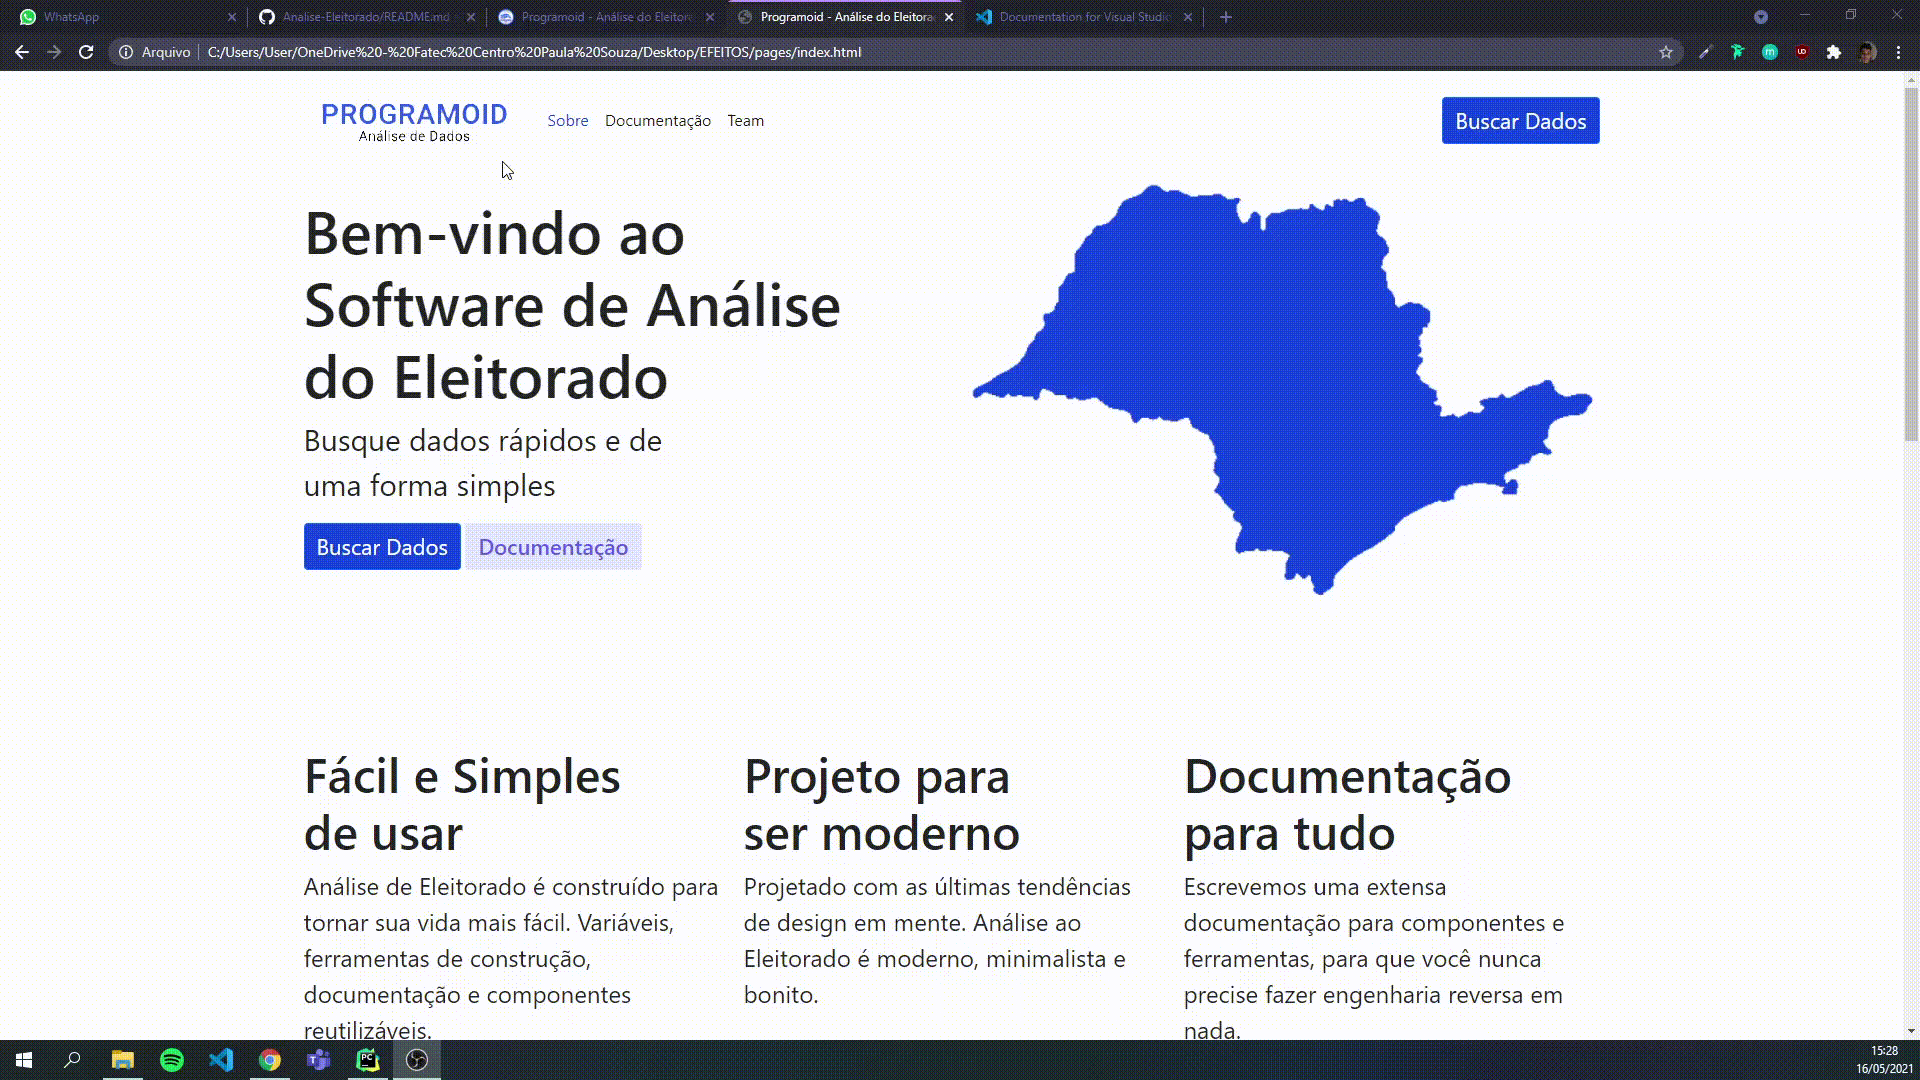 WhatsApp
Analise-Eleitorado/README.md
Programoid - Análise do Eleitora
Programoid - Análise do Eleitora
Documentation for Visual Studio
Arquivo
C:/Users/User/OneDrive%20-%20Fatec%20Centro%20Paula%20Souza/Desktop/EFEITOS/pages/index.html
PROGRAMOID
Análise de Dados
Sobre
Documentação
Team
Buscar Dados
Bem-vindo ao
Software de Análise
do Eleitorado
Busque dados rápidos e de
uma forma simples
Buscar Dados
Documentação
Fácil e Simples
de usar
Análise de Eleitorado é construído para
tornar sua vida mais fácil. Variáveis,
ferramentas de construção,
documentação e componentes
reutilizáveis.
Projeto para
ser moderno
Projetado com as últimas tendências
de design em mente. Análise ao
Eleitorado é moderno, minimalista e
bonito.
Documentação
para tudo
Escrevemos uma extensa
documentação para componentes e
ferramentas, para que você nunca
precise fazer engenharia reversa em
nada.
15:28
16/05/2021